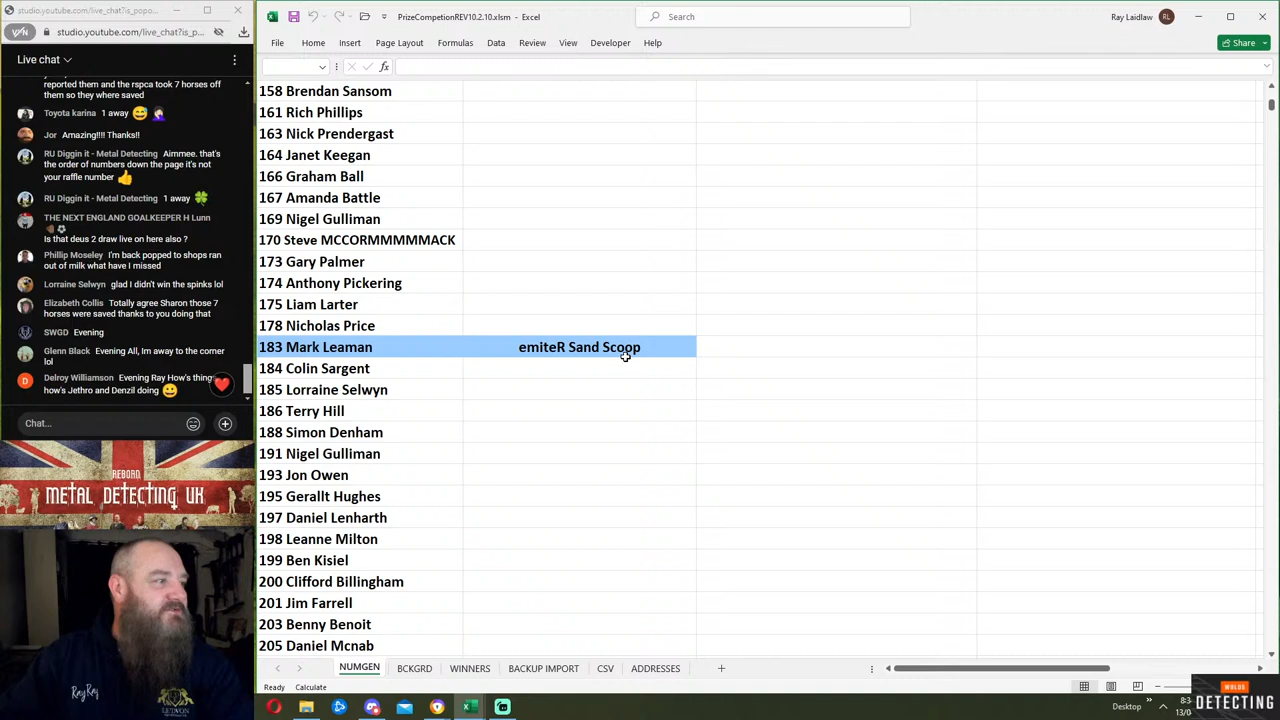 studio.youtube.com/live_chat?is_popo...
studio.youtube.com/live_chat?is_p...
Live chat
reported them and the rspca took 7 horses off
them so they where saved
Toyota karina 1 away 😅 🤦🏻‍♀️
Jor Amazing!!!! Thanks!!
RU Diggin it - Metal Detecting Aimmee. that's
the order of numbers down the page it's not
your raffle number 👍
RU Diggin it - Metal Detecting 1 away 🍀
THE NEXT ENGLAND GOALKEEPER H Lunn
Is that deus 2 draw live on here also ?
Phillip Moseley I'm back popped to shops ran
out of milk what have I missed
Lorraine Selwyn glad I didn't win the spinks lol
Elizabeth Collis Totally agree Sharon those 7
horses were saved thanks to you doing that
SWGD Evening
Glenn Black Evening All, Im away to the corner
lol
D Delroy Williamson Evening Ray How's thing
how's Jethro and Denzil doing 😀
Chat...
REBORN
METAL DETECTING UK
RayRay
PrizeCompetionREV10.2.10.xlsm - Excel
Search
Ray Laidlaw
RL
File Home Insert Page Layout Formulas Data Review View Developer Help
Share
fx
158 Brendan Sansom
161 Rich Phillips
163 Nick Prendergast
164 Janet Keegan
166 Graham Ball
167 Amanda Battle
169 Nigel Gulliman
170 Steve MCCORMMMMMACK
173 Gary Palmer
174 Anthony Pickering
175 Liam Larter
178 Nicholas Price
183 Mark Leaman emiteR Sand Scoop
184 Colin Sargent
185 Lorraine Selwyn
186 Terry Hill
188 Simon Denham
191 Nigel Gulliman
193 Jon Owen
195 Gerallt Hughes
197 Daniel Lenharth
198 Leanne Milton
199 Ben Kisiel
200 Clifford Billingham
201 Jim Farrell
203 Benny Benoit
205 Daniel Mcnab
NUMGEN BCKGRD WINNERS BACKUP IMPORT CSV ADDRESSES
Ready Calculate
Desktop
8:3
13/0
DETECTING